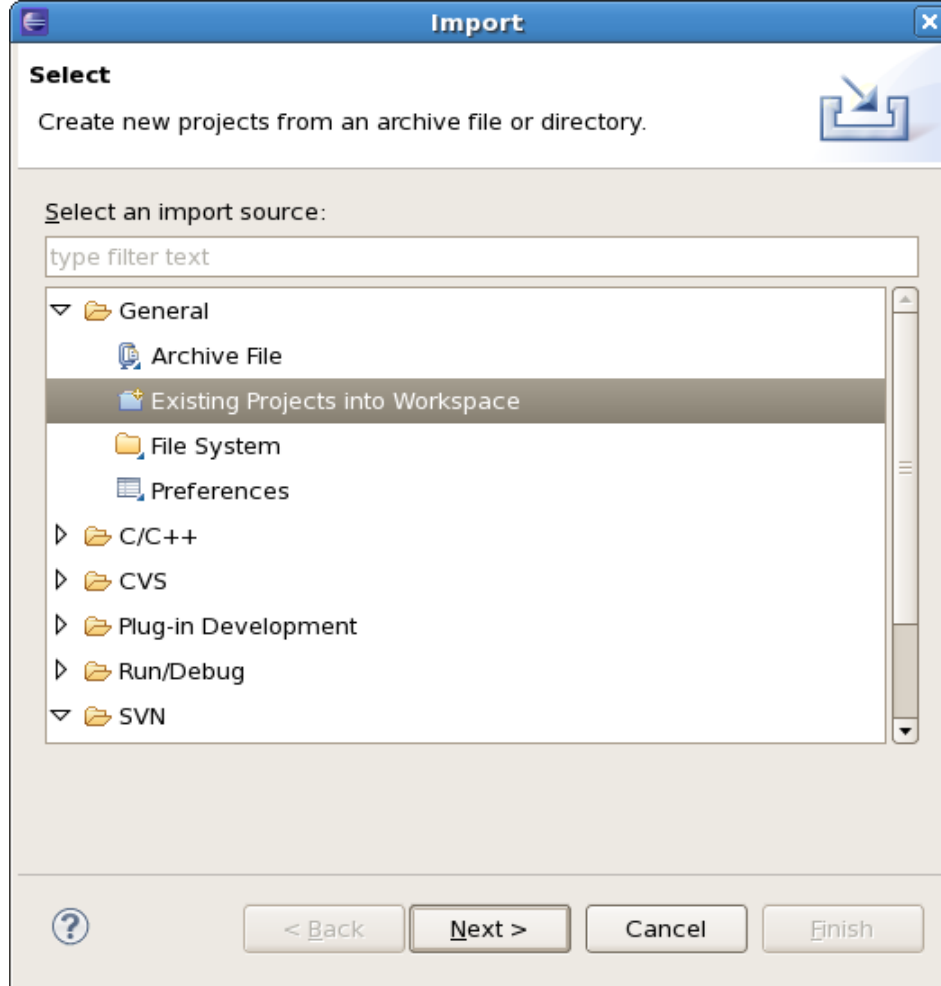 Import
Select
Create new projects from an archive file or directory.
Select an import source:
type filter text
General
Archive File
Existing Projects into Workspace
File System
Preferences
C/C++
CVS
Plug-in Development
Run/Debug
SVN
? < Back Next > Cancel Finish